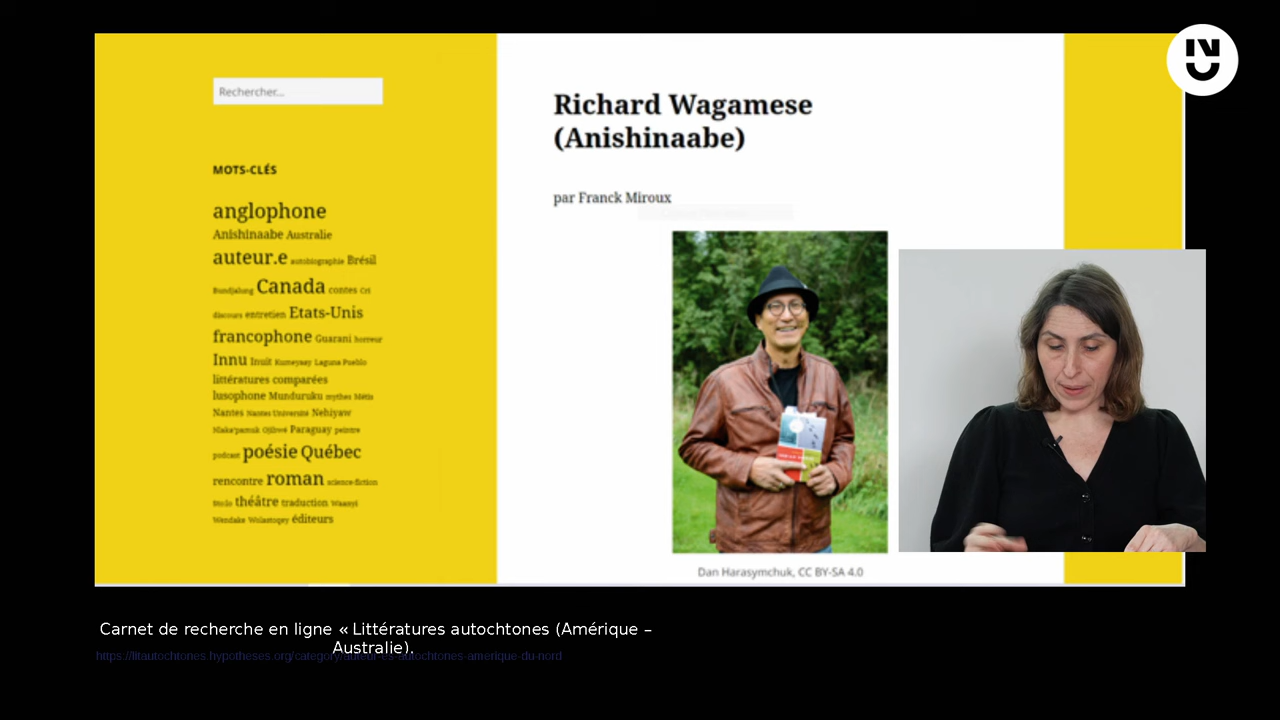 Rechercher...
MOTS-CLÉS
anglophone
Anishinaabe Australie
auteur.e autobiographie Brésil
Bundjalung Canada contes Cri
discours entretien Etats-Unis
francophone Guarani horreur
Innu Inuit Kumeyaay Laguna Pueblo
littératures comparées
lusophone Munduruku mythes Métis
Nantes Nantes Université Nehiyaw
Nlaka'pamuk Ojibwé Paraguay peintre
podcast poésie Québec
rencontre roman science-fiction
Sto:lo théâtre traduction Waanyi
Wendake Wolastoqey éditeurs
Richard Wagamese
(Anishinaabe)
par Franck Miroux
Dan Harasymchuk, CC BY-SA 4.0
Carnet de recherche en ligne « Littératures autochtones (Amérique –
Australie).
https://litautochtones.hypotheses.org/category/auteur-es-autochtones-amerique-du-nord